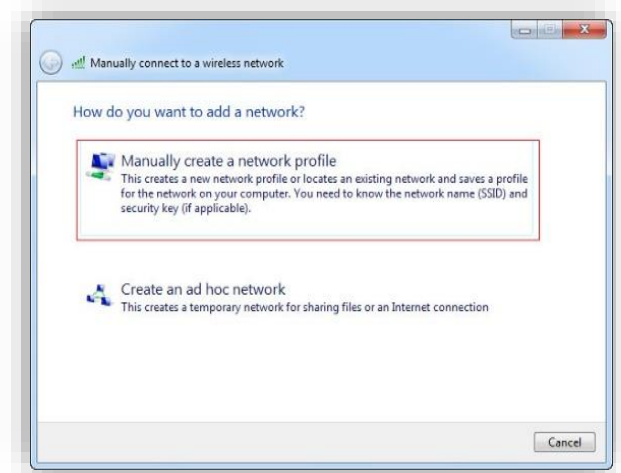 Manually connect to a wireless network
How do you want to add a network?
Manually create a network profile
This creates a new network profile or locates an existing network and saves a profile
for the network on your computer. You need to know the network name (SSID) and
security key (if applicable).
Create an ad hoc network
This creates a temporary network for sharing files or an Internet connection
Cancel